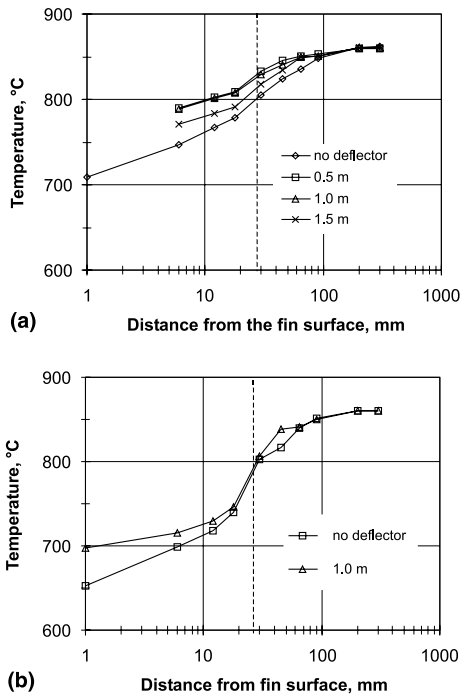 900
800
700
600
Temperature, °C
no deflector
0.5 m
1.0 m
1.5 m
1
10
100
1000
(a)
Distance from the fin surface, mm
900
800
700
600
Temperature, °C
no deflector
1.0 m
1
10
100
1000
(b)
Distance from fin surface, mm